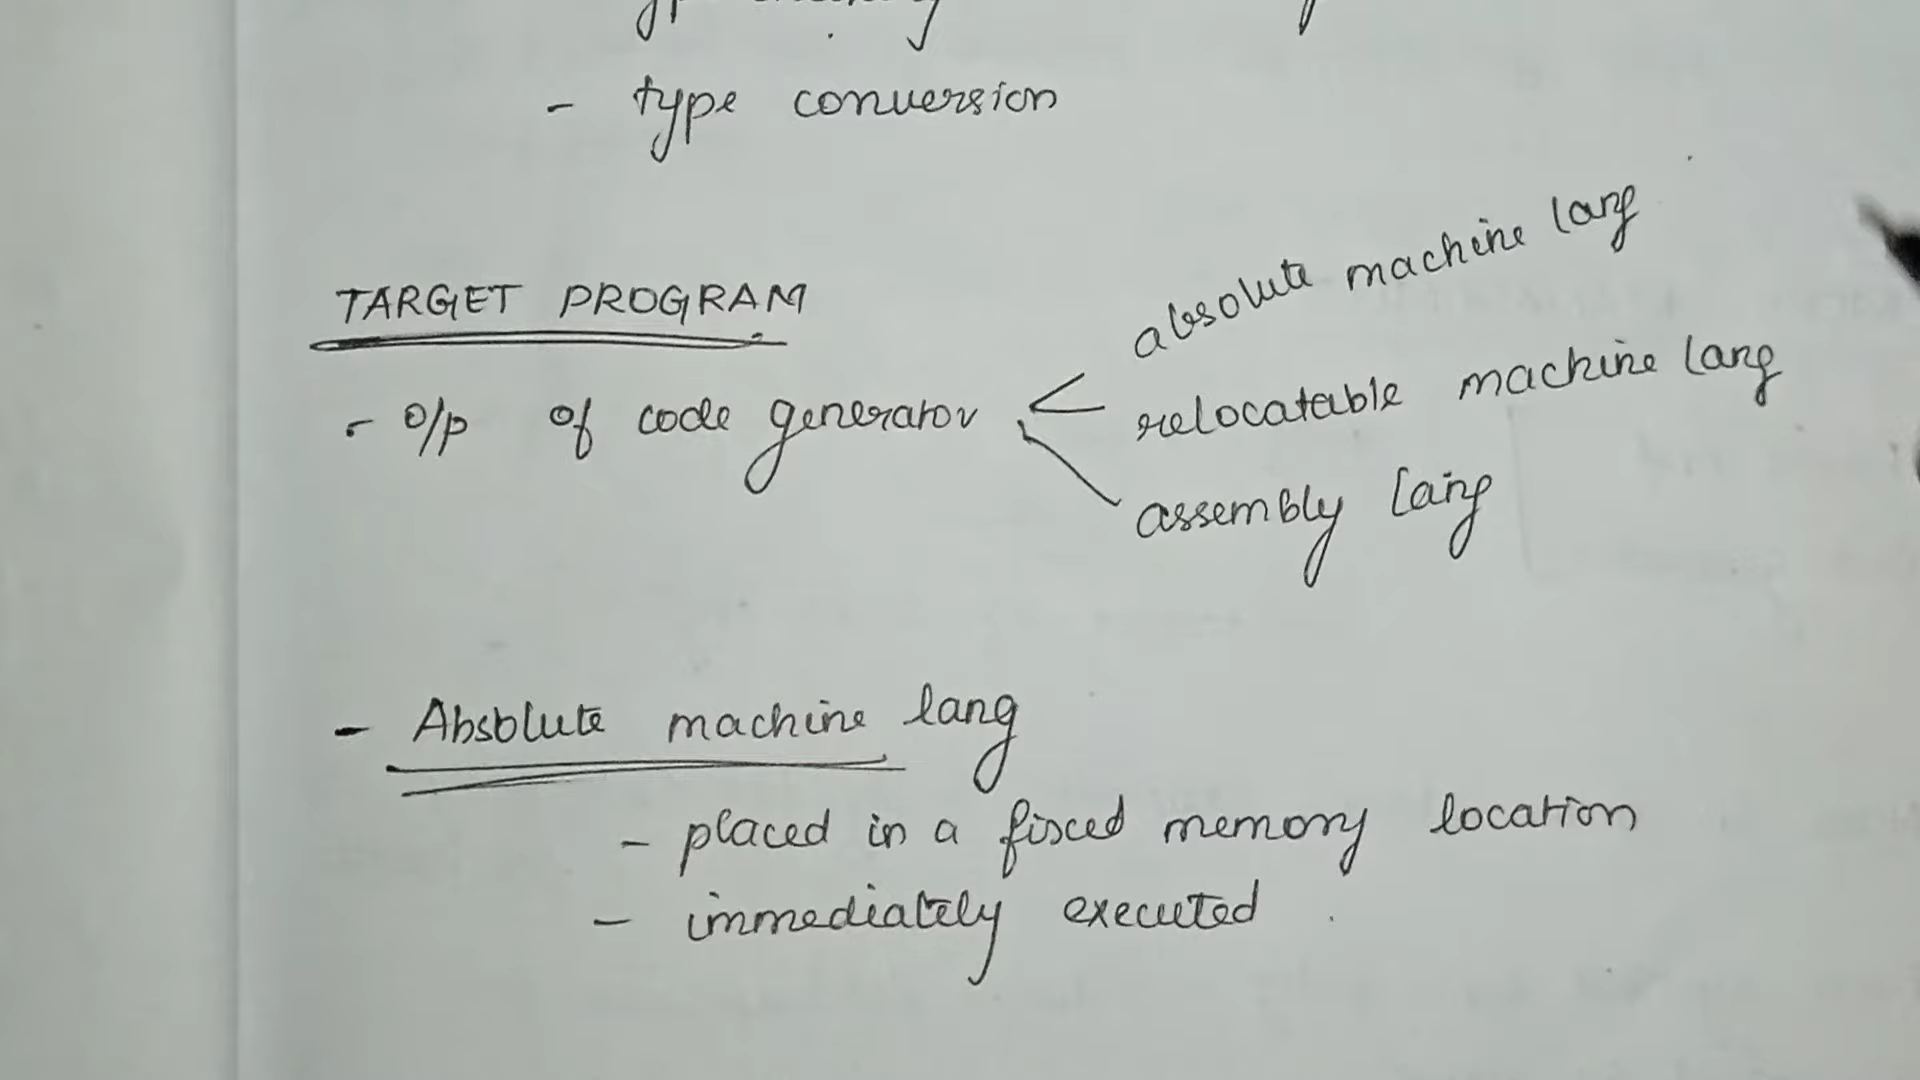 - type conversion
TARGET PROGRAM
- O/P of code generator
absolute machine lang
relocatable machine lang
assembly lang
- Absolute machine lang
- placed in a fixed memory location
- immediately executed